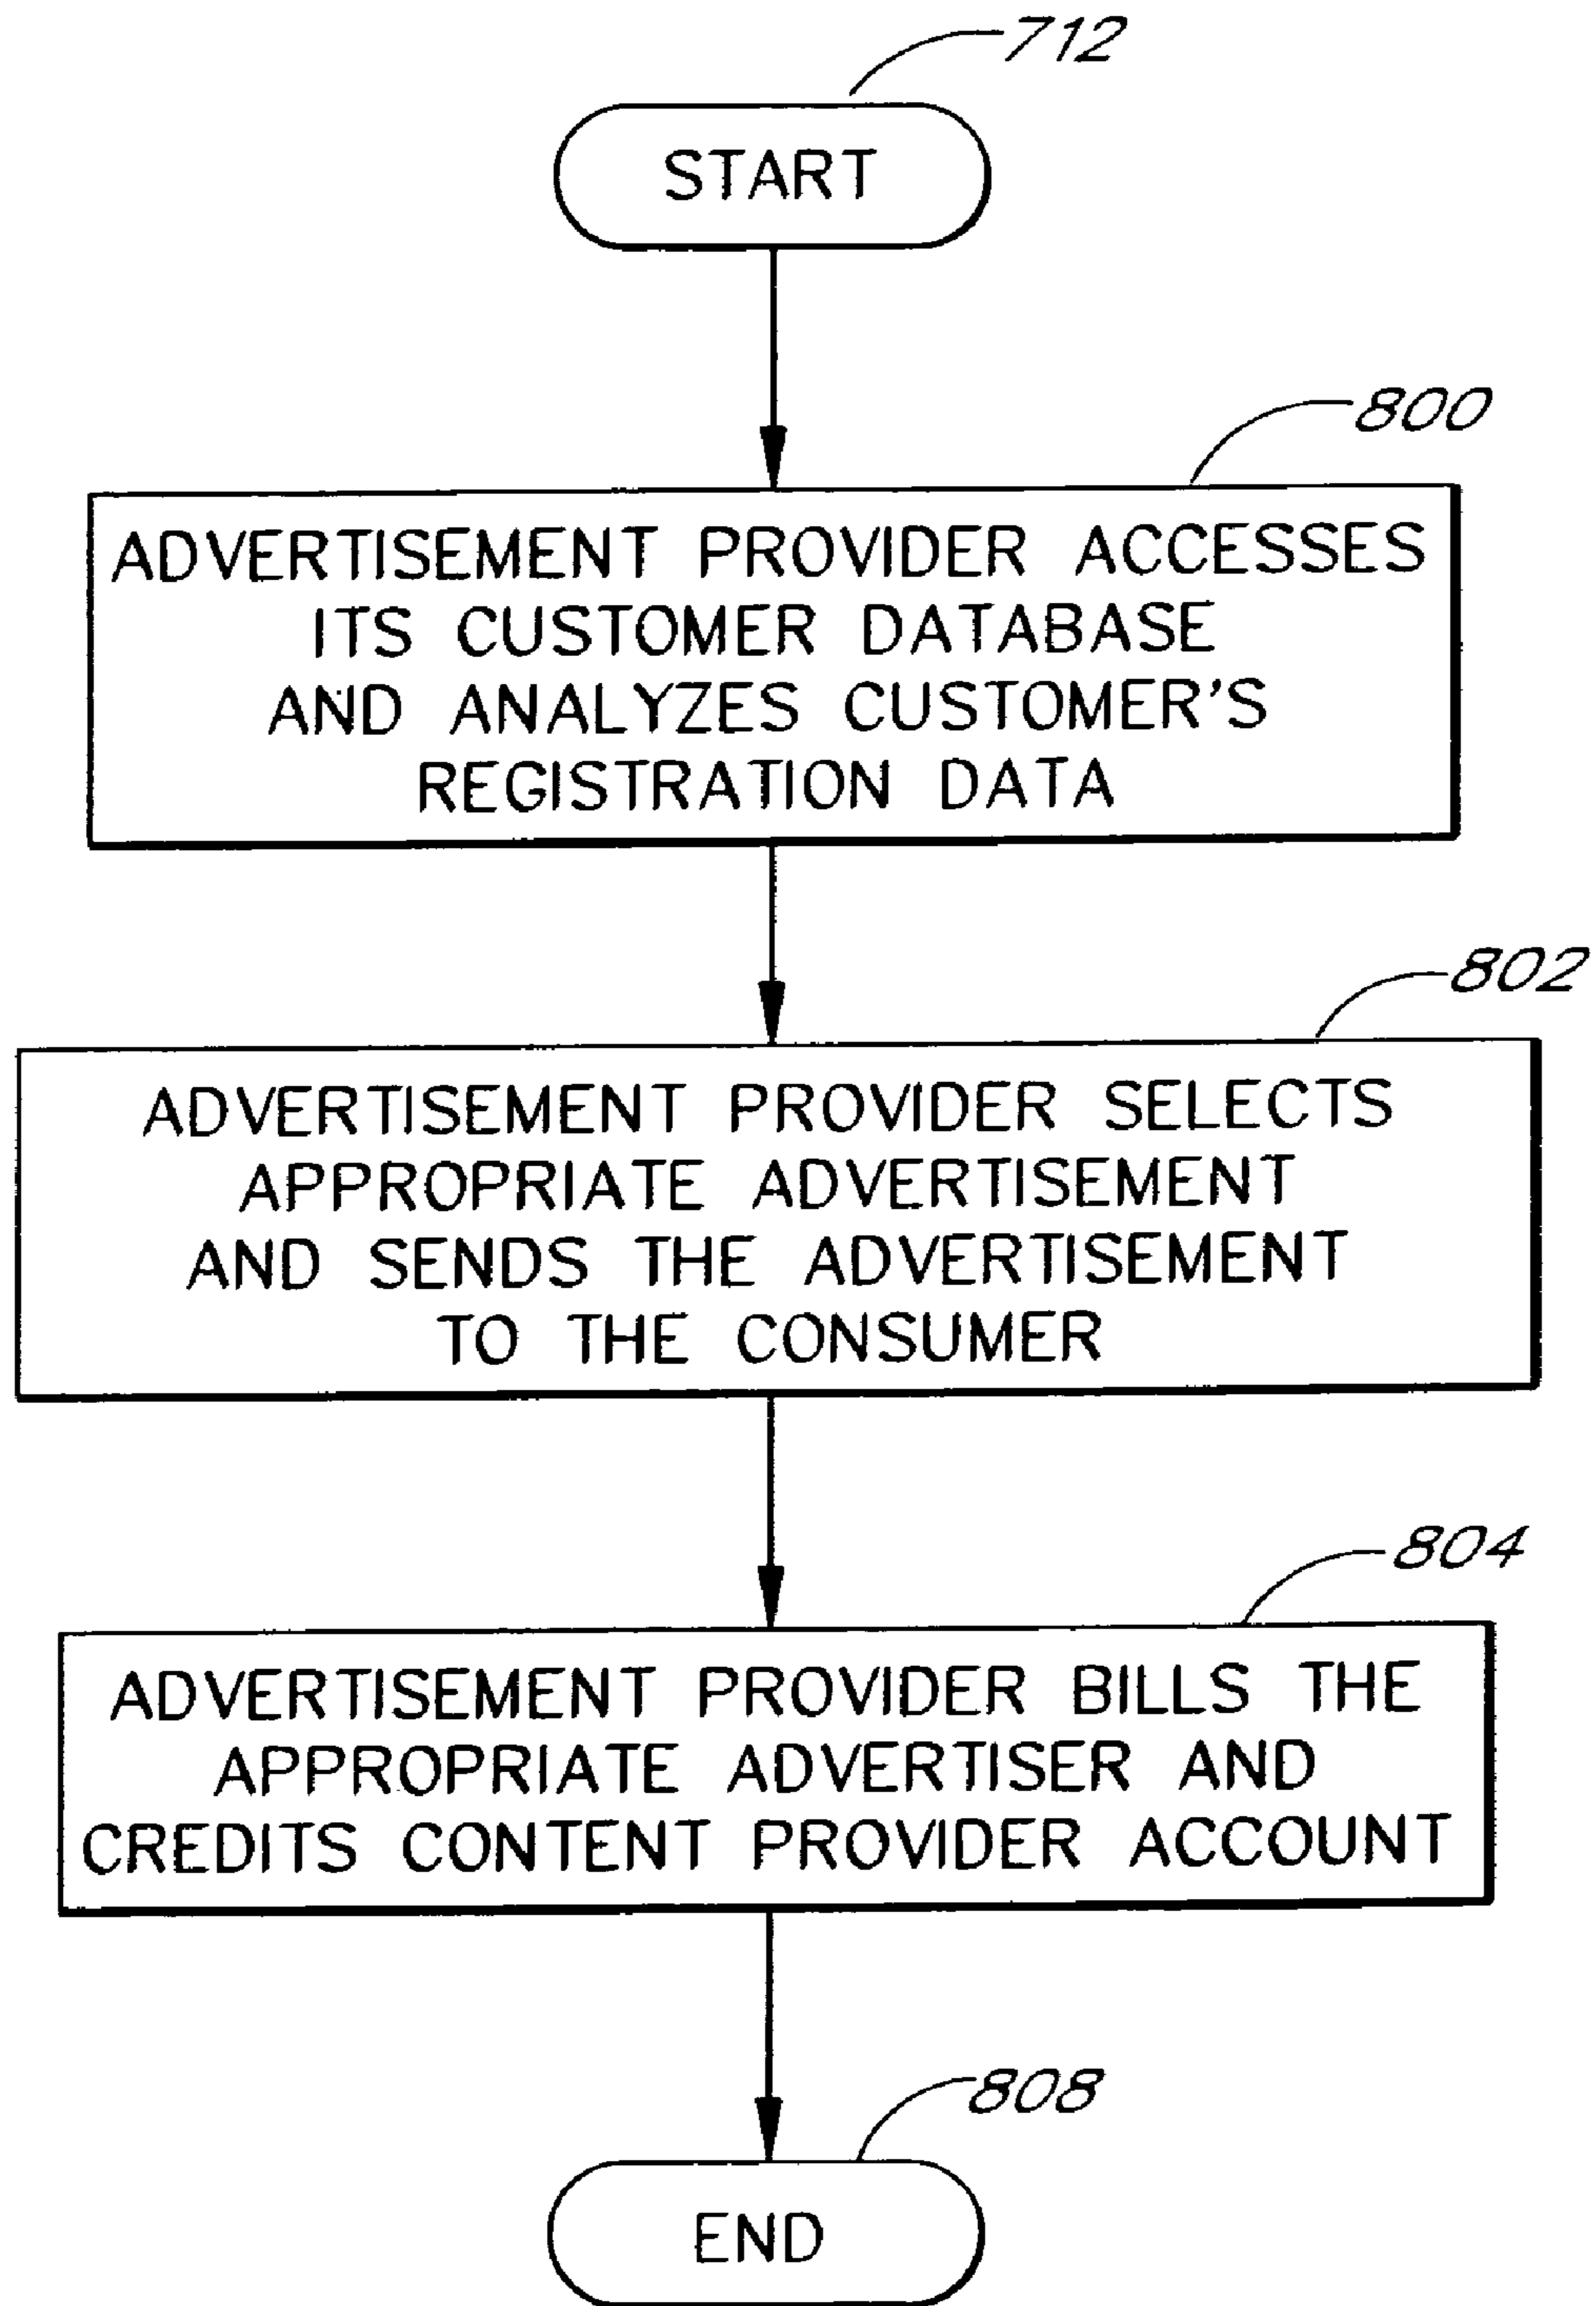 712
START
800
ADVERTISEMENT PROVIDER ACCESSES
ITS CUSTOMER DATABASE
AND ANALYZES CUSTOMER'S
REGISTRATION DATA
802
ADVERTISEMENT PROVIDER SELECTS
APPROPRIATE ADVERTISEMENT
AND SENDS THE ADVERTISEMENT
TO THE CONSUMER
804
ADVERTISEMENT PROVIDER BILLS THE
APPROPRIATE ADVERTISER AND
CREDITS CONTENT PROVIDER ACCOUNT
808
END